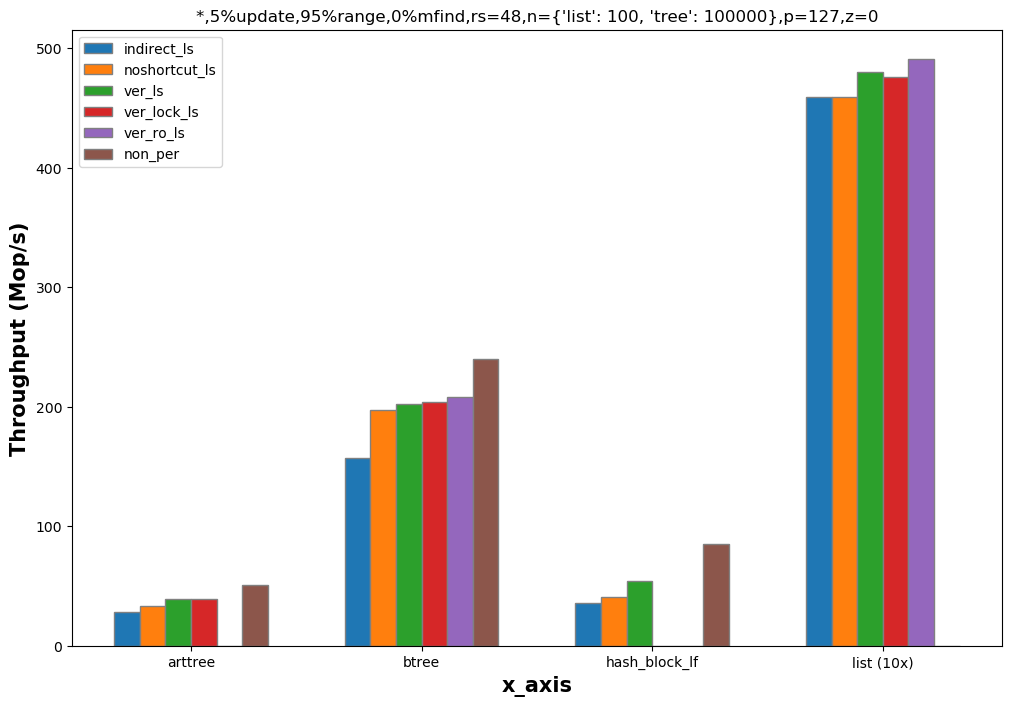 *,5%update,95%range,0%mfind,rs=48,n={'list': 100, 'tree': 100000},p=127,z=0
indirect_ls
noshortcut_ls
ver_ls
ver_lock_ls
ver_ro_ls
non_per
Throughput (Mop/s)
500
400
300
200
100
0
arttree
btree
hash_block_lf
list (10x)
x_axis